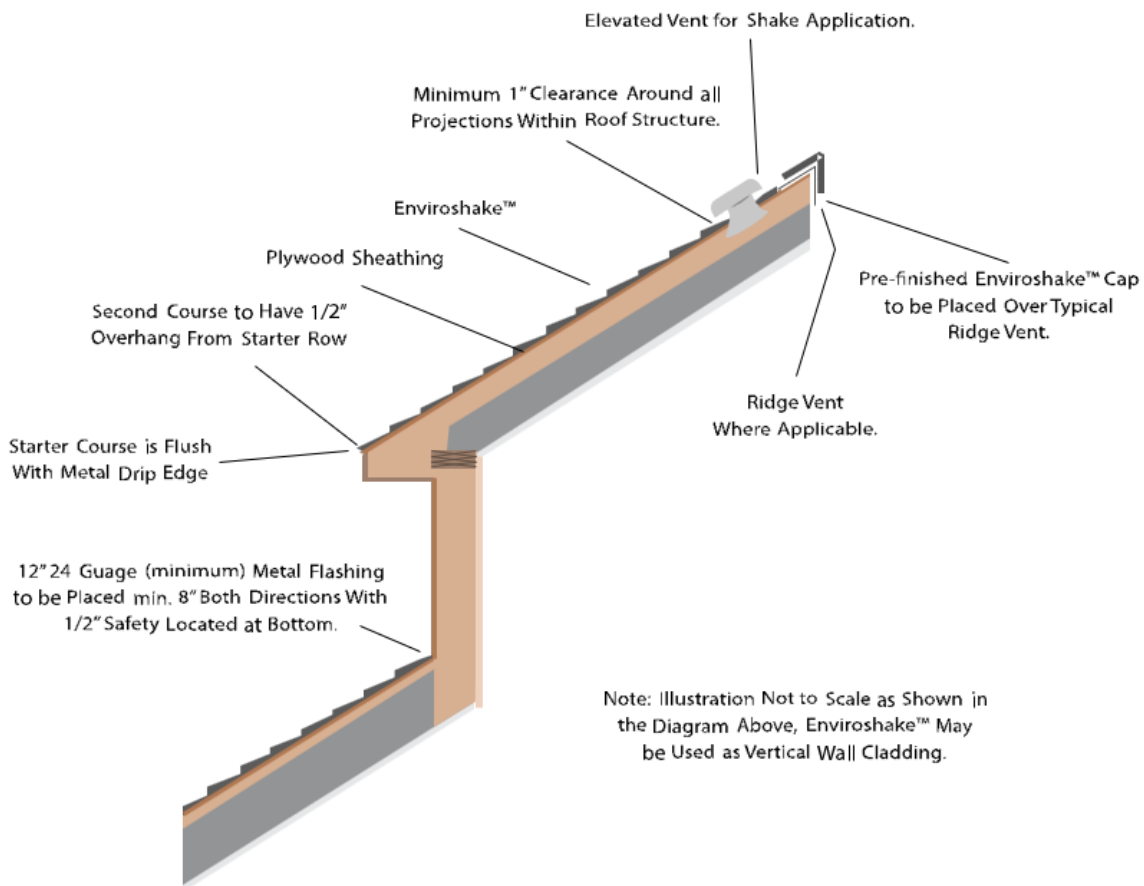 Elevated Vent for Shake Application.
Minimum 1" Clearance Around all
Projections Within Roof Structure.
Enviroshake™
Plywood Sheathing
Second Course to Have 1/2"
Overhang From Starter Row
Starter Course is Flush
With Metal Drip Edge
Pre-finished Enviroshake™ Cap
to be Placed Over Typical
Ridge Vent.
Ridge Vent
Where Applicable.
12" 24 Guage (minimum) Metal Flashing
to be Placed min. 8" Both Directions With
1/2" Safety Located at Bottom.
Note: Illustration Not to Scale as Shown in
the Diagram Above, Enviroshake™ May
be Used as Vertical Wall Cladding.